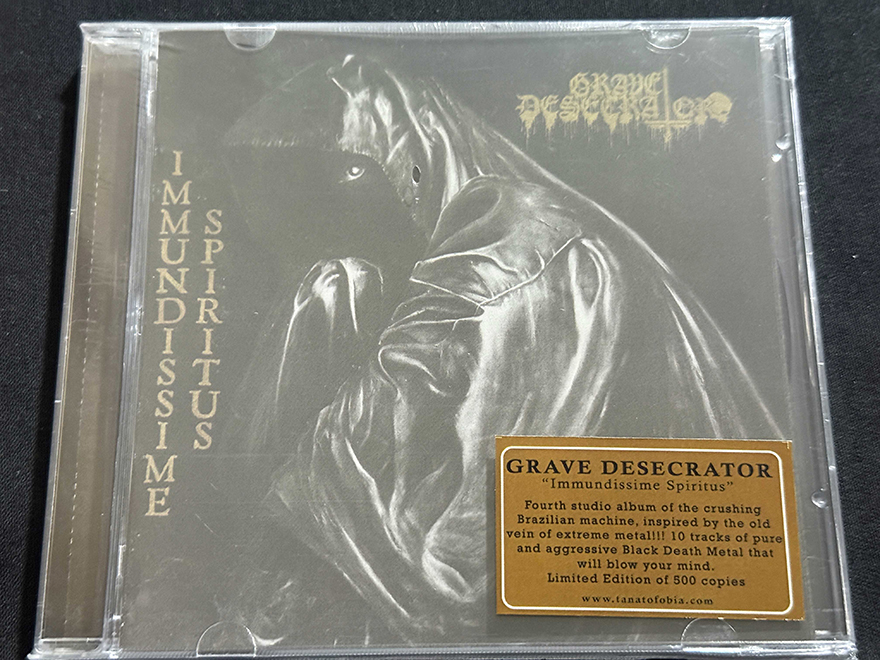 GRAVE
DESECRATOR
IMMUNDISSIME
SPIRITUS
GRAVE DESECRATOR
"Immundissime Spiritus"
Fourth studio album of the crushing
Brazilian machine, inspired by the old
vein of extreme metal!!! 10 tracks of pure
and aggressive Black Death Metal that
will blow your mind.
Limited Edition of 500 copies
www.tanatofobia.com